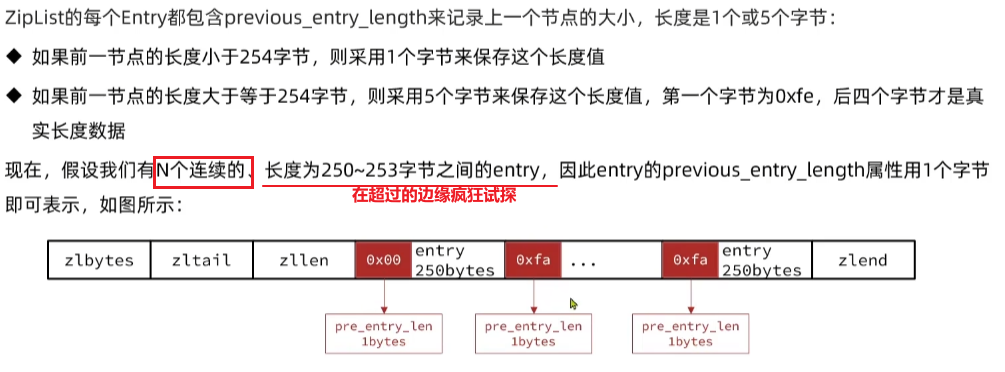 ZipList的每个Entry都包含previous_entry_length来记录上一个节点的大小，长度是1个或5个字节：
◆ 如果前一节点的长度小于254字节，则采用1个字节来保存这个长度值
◆ 如果前一节点的长度大于等于254字节，则采用5个字节来保存这个长度值，第一个字节为0xfe，后四个字节才是真
实长度数据
现在，假设我们有N个连续的、长度为250~253字节之间的entry，因此entry的previous_entry_length属性用1个字节
在超过的边缘疯狂试探
即可表示，如图所示：
zlbytes zltail zllen 0x00 entry 250bytes 0xfa ... 0xfa entry 250bytes zlend
pre_entry_len 1bytes pre_entry_len 1bytes pre_entry_len 1bytes